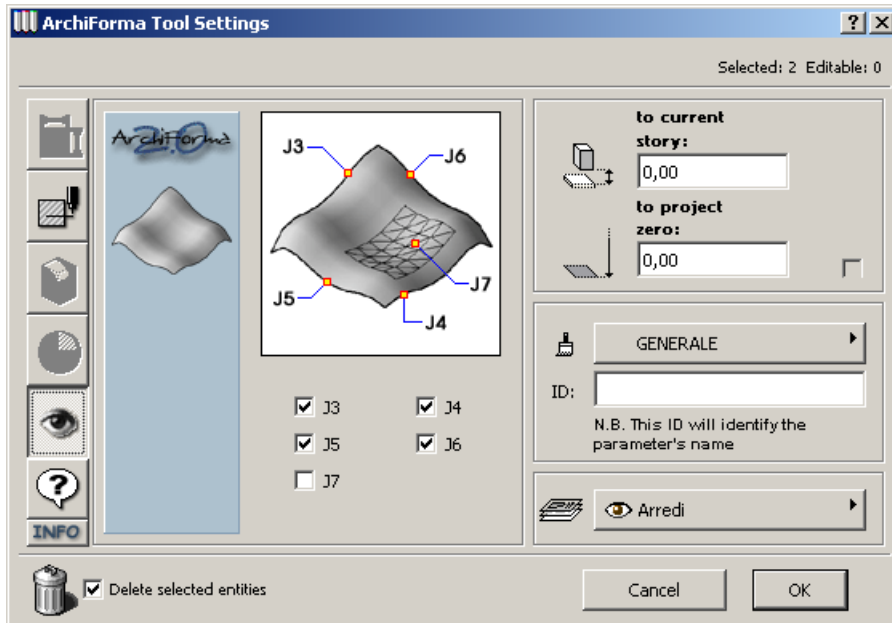 ArchiForma Tool Settings
Selected: 2 Editable: 0
ArchiForma
2.0
J3
J6
J7
J5
J4
to current
story:
0,00
to project
zero:
0,00
GENERALE
ID:
N.B. This ID will identify the
parameter's name
J3
J4
J5
J6
J7
Arredi
?
INFO
Delete selected entities
Cancel
OK